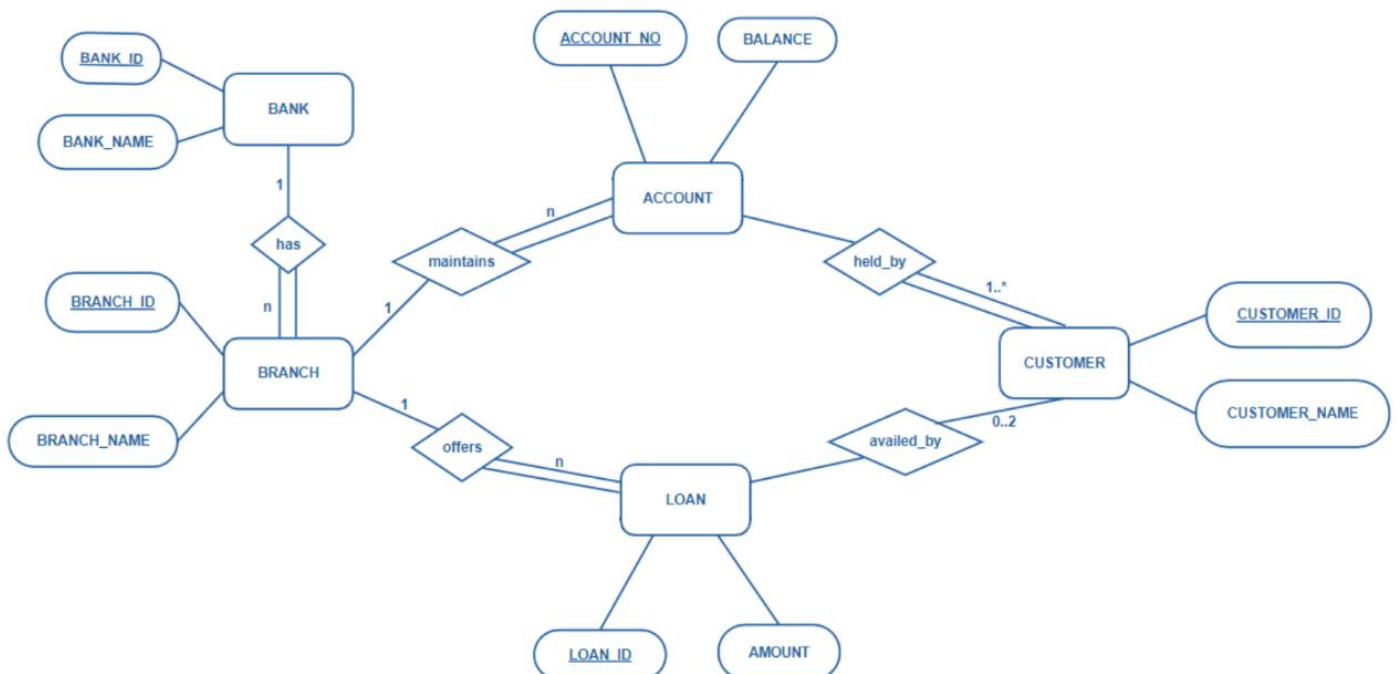 ACCOUNT_NO
BALANCE
BANK_ID
BANK
BANK_NAME
1
ACCOUNT
n
has
maintains
held_by
1..*
BRANCH_ID
n
1
CUSTOMER_ID
BRANCH
CUSTOMER
1
CUSTOMER_NAME
0..2
BRANCH_NAME
offers
availed_by
n
LOAN
LOAN_ID
AMOUNT